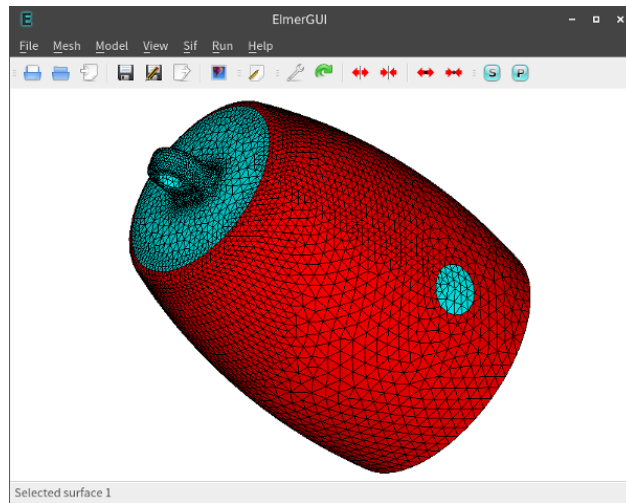 E ElmerGUI
File Mesh Model View Sif Run Help
S P
Selected surface 1